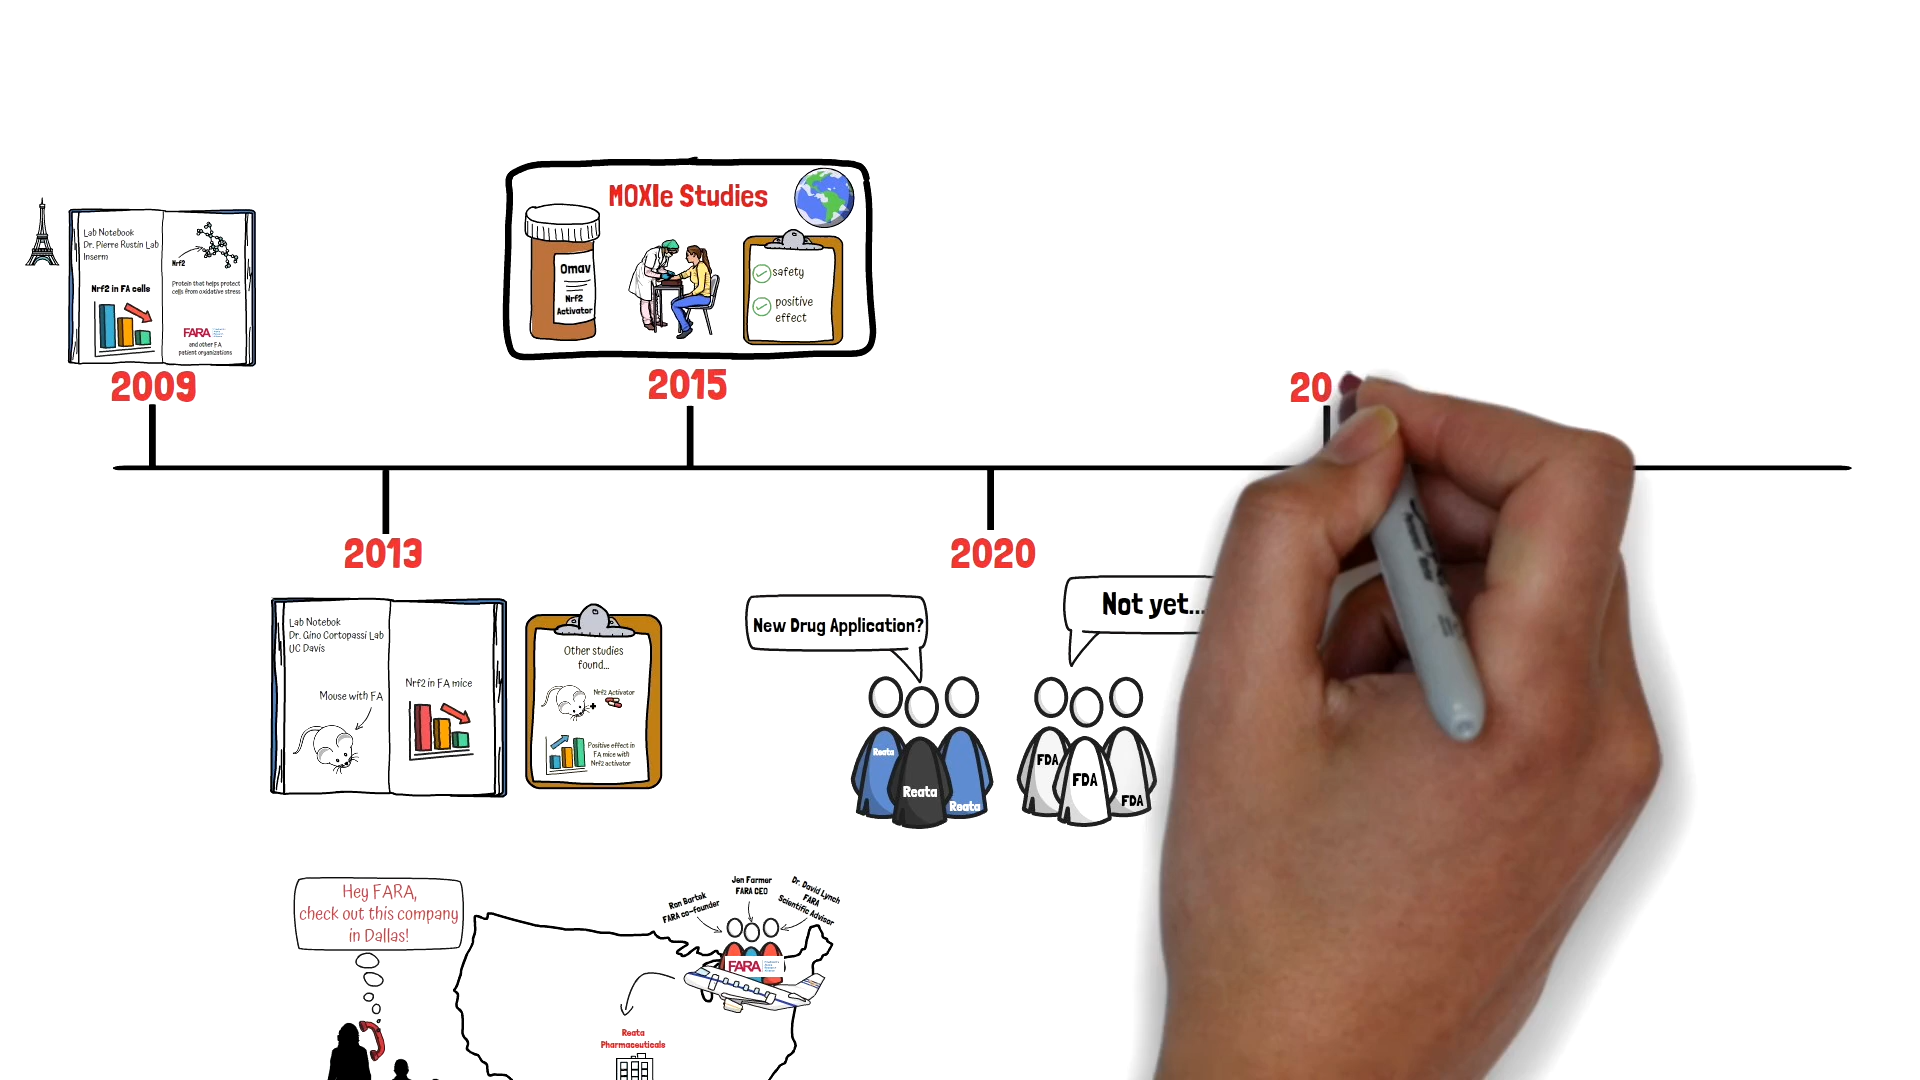 Lab Notebook
Dr. Pierre Rustin Lab
Inserm
Nrf2 in FA cells
Nrf2
Protein that helps protect
cells from oxidative stress
FARA
and other FA
patient organizations
2009
MOXIe Studies
Omav
Nrf2
Activator
safety
positive
effect
2015
20
2013
Lab Notebok
Dr. Gino Cortopassi Lab
UC Davis
Mouse with FA
Nrf2 in FA mice
Other studies
found...
Nrf2 Activator
+
Positive effect in
FA mice with
Nrf2 activator
2020
New Drug Application?
Not yet...
Reata
Reata
Reata
FDA
FDA
FDA
Hey FARA,
check out this company
in Dallas!
Ron Bartek
FARA co-founder
Jen Farmer
FARA CEO
Dr. David Lynch
FARA
Scientific Advisor
FARA
Reata
Pharmaceuticals